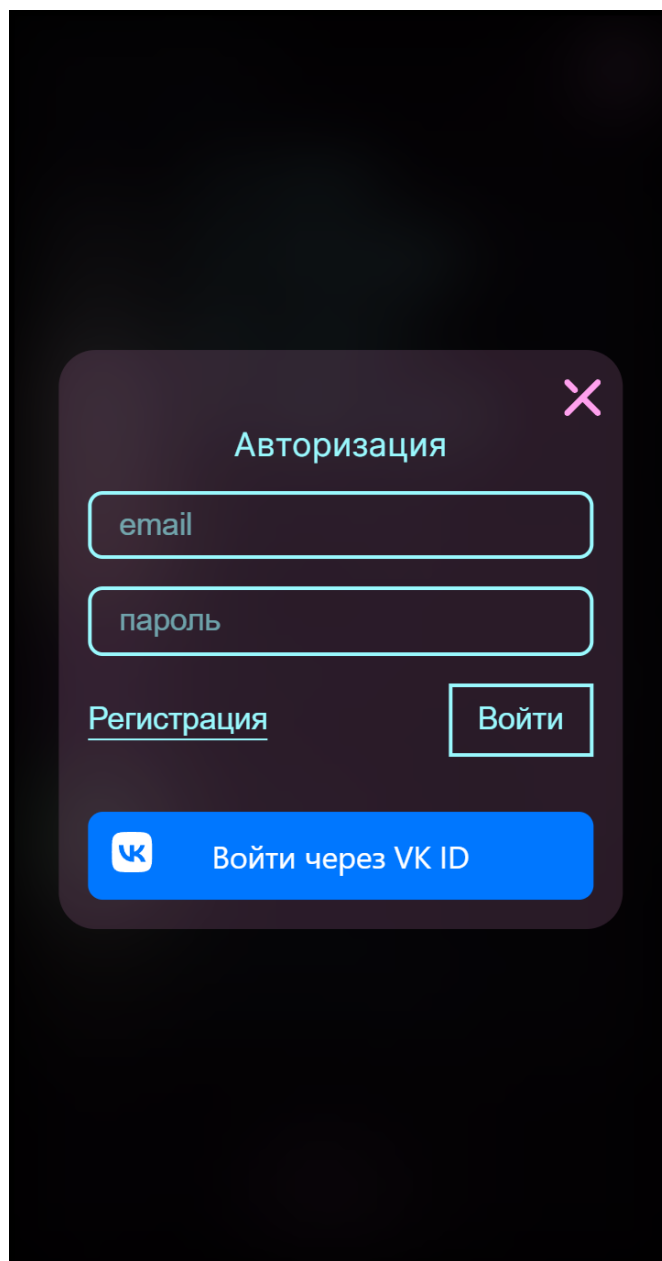 Авторизация
email
пароль
Регистрация
Войти
Войти через VK ID